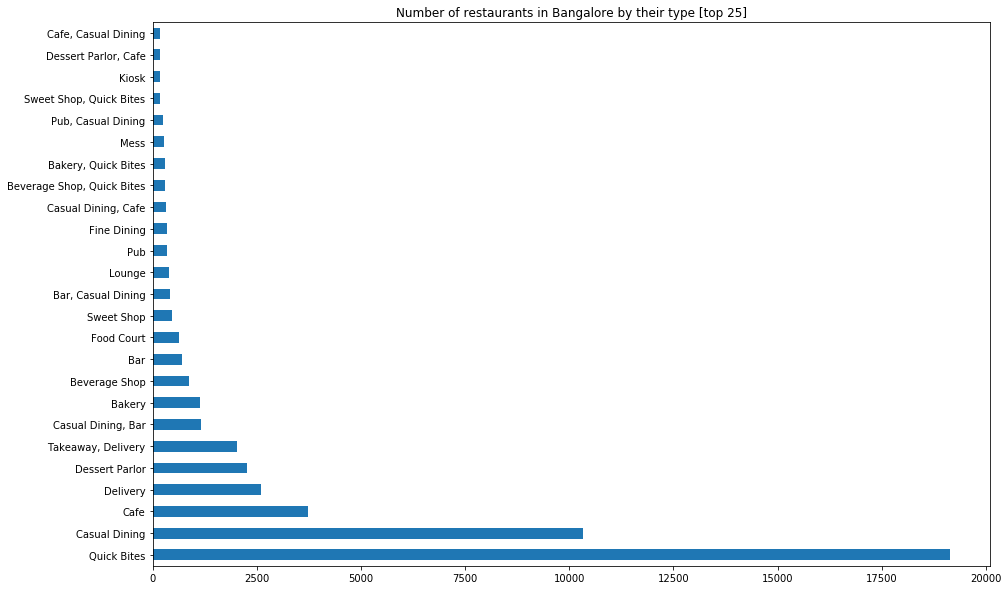 Number of restaurants in Bangalore by their type [top 25]
Cafe, Casual Dining
Dessert Parlor, Cafe
Kiosk
Sweet Shop, Quick Bites
Pub, Casual Dining
Mess
Bakery, Quick Bites
Beverage Shop, Quick Bites
Casual Dining, Cafe
Fine Dining
Pub
Lounge
Bar, Casual Dining
Sweet Shop
Food Court
Bar
Beverage Shop
Bakery
Casual Dining, Bar
Takeaway, Delivery
Dessert Parlor
Delivery
Cafe
Casual Dining
Quick Bites
0 2500 5000 7500 10000 12500 15000 17500 20000